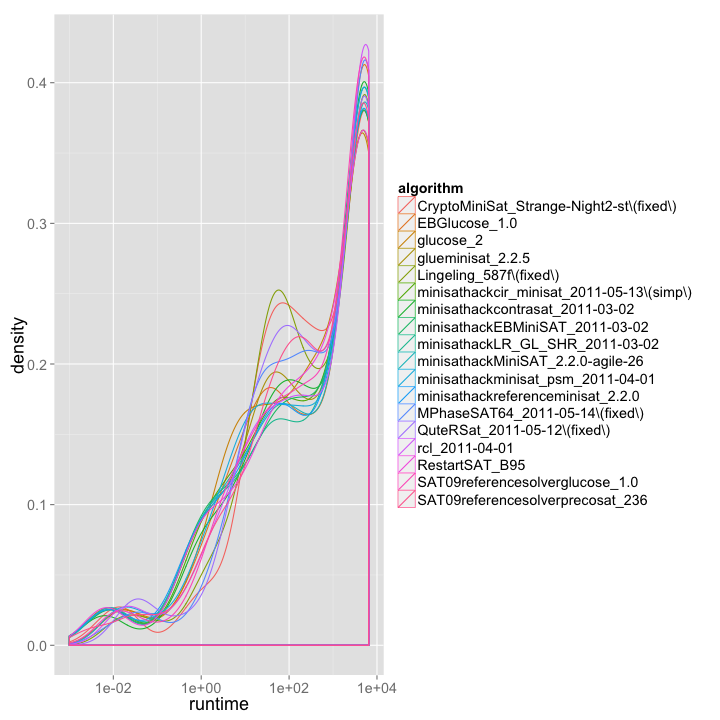 0.4
0.3
0.2
0.1
0.0
density
1e-02 1e+00 1e+02 1e+04
runtime
algorithm
CryptoMiniSat_Strange-Night2-st\(fixed\)
EBGlucose_1.0
glucose_2
glueminisat_2.2.5
Lingeling_587f\(fixed\)
minisathackcir_minisat_2011-05-13\(simp\)
minisathackcontrasat_2011-03-02
minisathackEBMiniSAT_2011-03-02
minisathackLR_GL_SHR_2011-03-02
minisathackMiniSAT_2.2.0-agile-26
minisathackminisat_psm_2011-04-01
minisathackreferenceminisat_2.2.0
MPhaseSAT64_2011-05-14\(fixed\)
QuteRSat_2011-05-12\(fixed\)
rcl_2011-04-01
RestartSAT_B95
SAT09referencesolverglucose_1.0
SAT09referencesolverprecosat_236